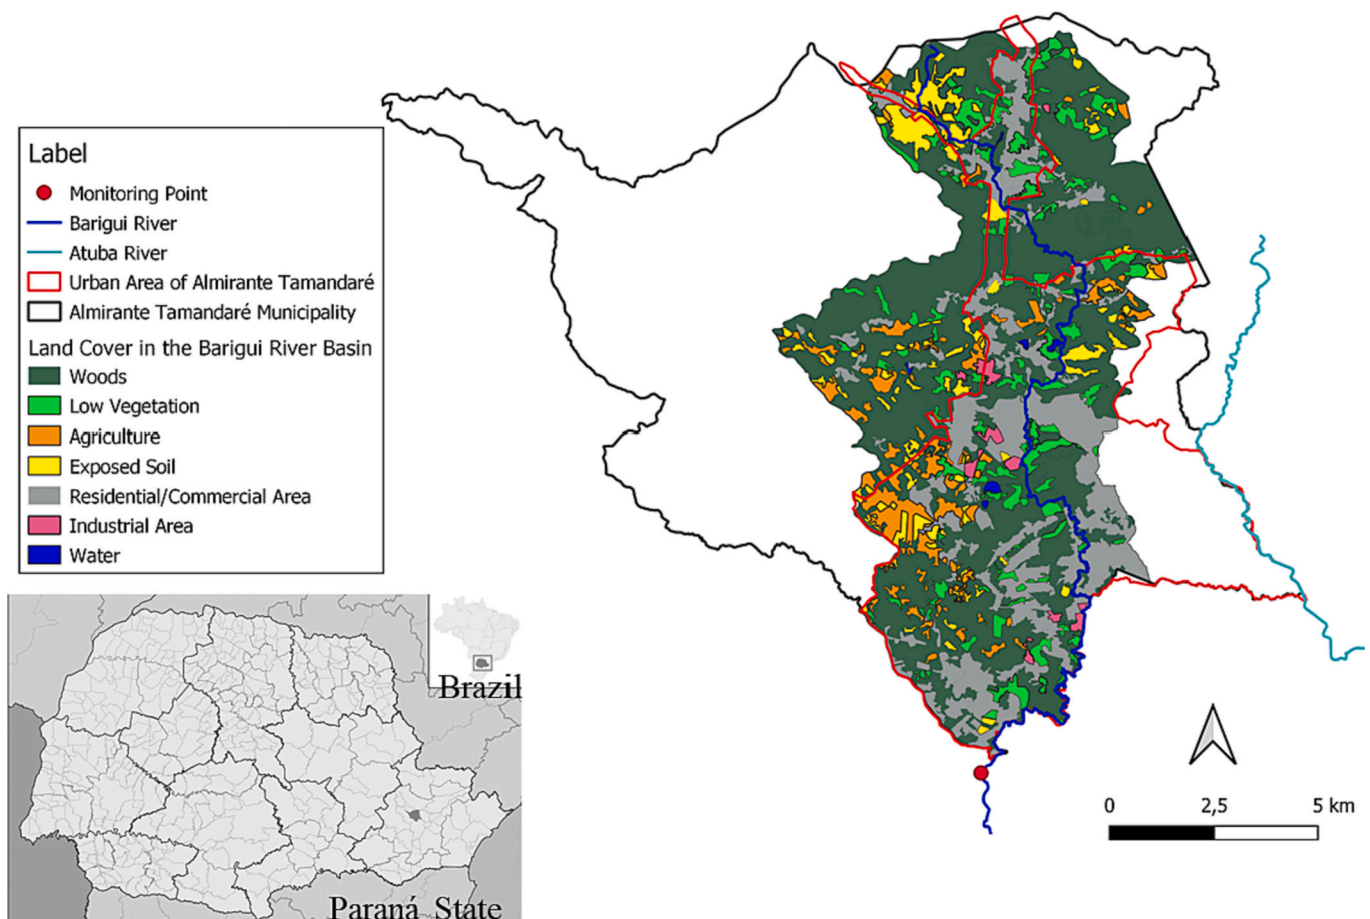 Label
Monitoring Point
Barigui River
Atuba River
Urban Area of Almirante Tamandaré
Almirante Tamandaré Municipality
Land Cover in the Barigui River Basin
Woods
Low Vegetation
Agriculture
Exposed Soil
Residential/Commercial Area
Industrial Area
Water
Brazil
Paraná State
0 2,5 5 km